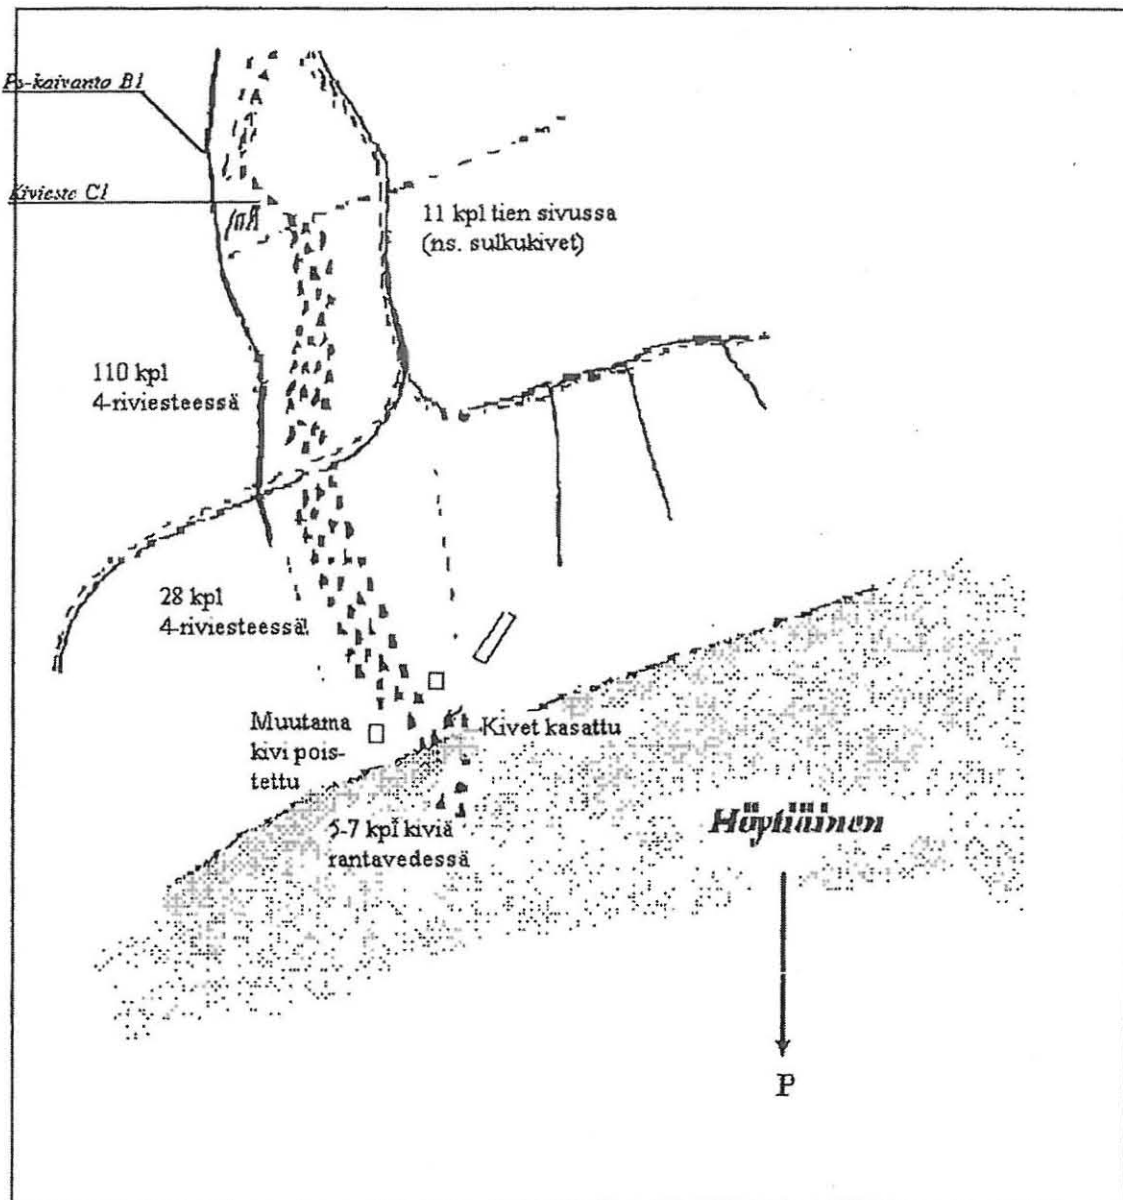 Ps-kaivanto B1
Kivieste C1
11 kpl tien sivussa
(ns. sulkukivet)
110 kpl
4-riviesteessä
28 kpl
4-riviesteessä
Muutama
kivi pois-
tettu
Kivet kasattu
5-7 kpl kiviä
rantavedessä
Höytiäinen
P